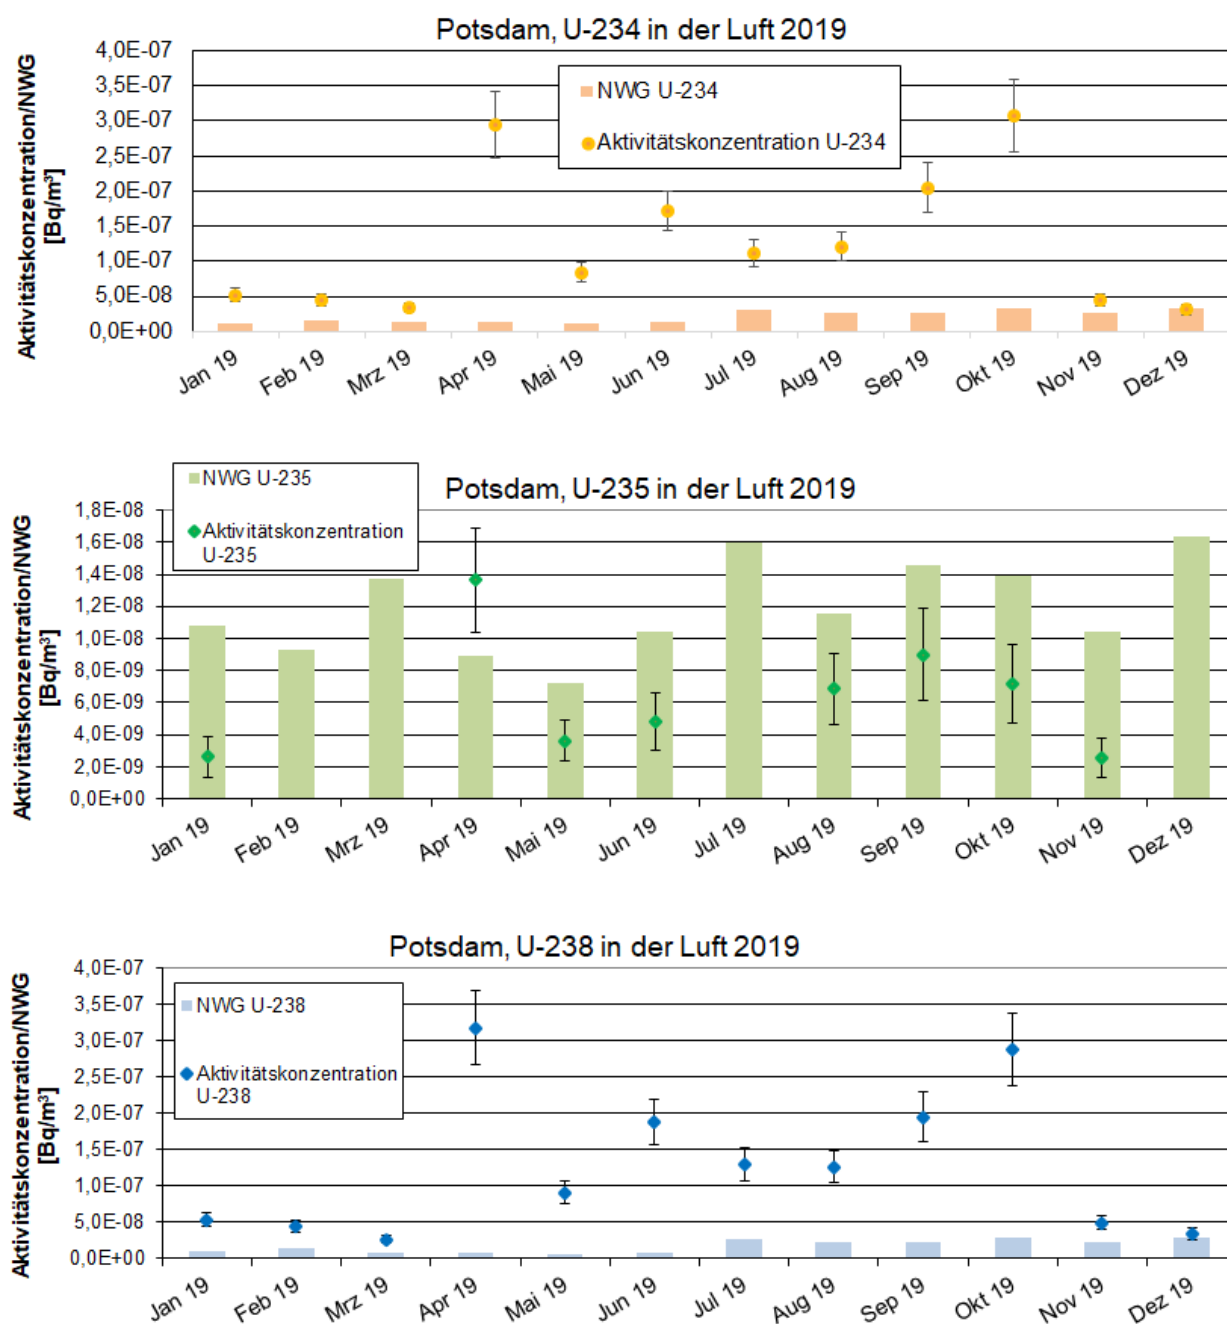 Potsdam, U-234 in der Luft 2019
Aktivitätskonzentration/NWG
[Bq/m³]
4,0E-07
3,5E-07
3,0E-07
2,5E-07
2,0E-07
1,5E-07
1,0E-07
5,0E-08
0,0E+00
NWG U-234
Aktivitätskonzentration U-234
Jan 19
Feb 19
Mrz 19
Apr 19
Mai 19
Jun 19
Jul 19
Aug 19
Sep 19
Okt 19
Nov 19
Dez 19
Potsdam, U-235 in der Luft 2019
Aktivitätskonzentration/NWG
[Bq/m³]
NWG U-235
Aktivitätskonzentration
U-235
1,8E-08
1,6E-08
1,4E-08
1,2E-08
1,0E-08
8,0E-09
6,0E-09
4,0E-09
2,0E-09
0,0E+00
Jan 19
Feb 19
Mrz 19
Apr 19
Mai 19
Jun 19
Jul 19
Aug 19
Sep 19
Okt 19
Nov 19
Dez 19
Potsdam, U-238 in der Luft 2019
Aktivitätskonzentration/NWG
[Bq/m³]
4,0E-07
3,5E-07
3,0E-07
2,5E-07
2,0E-07
1,5E-07
1,0E-07
5,0E-08
0,0E+00
NWG U-238
Aktivitätskonzentration
U-238
Jan 19
Feb 19
Mrz 19
Apr 19
Mai 19
Jun 19
Jul 19
Aug 19
Sep 19
Okt 19
Nov 19
Dez 19